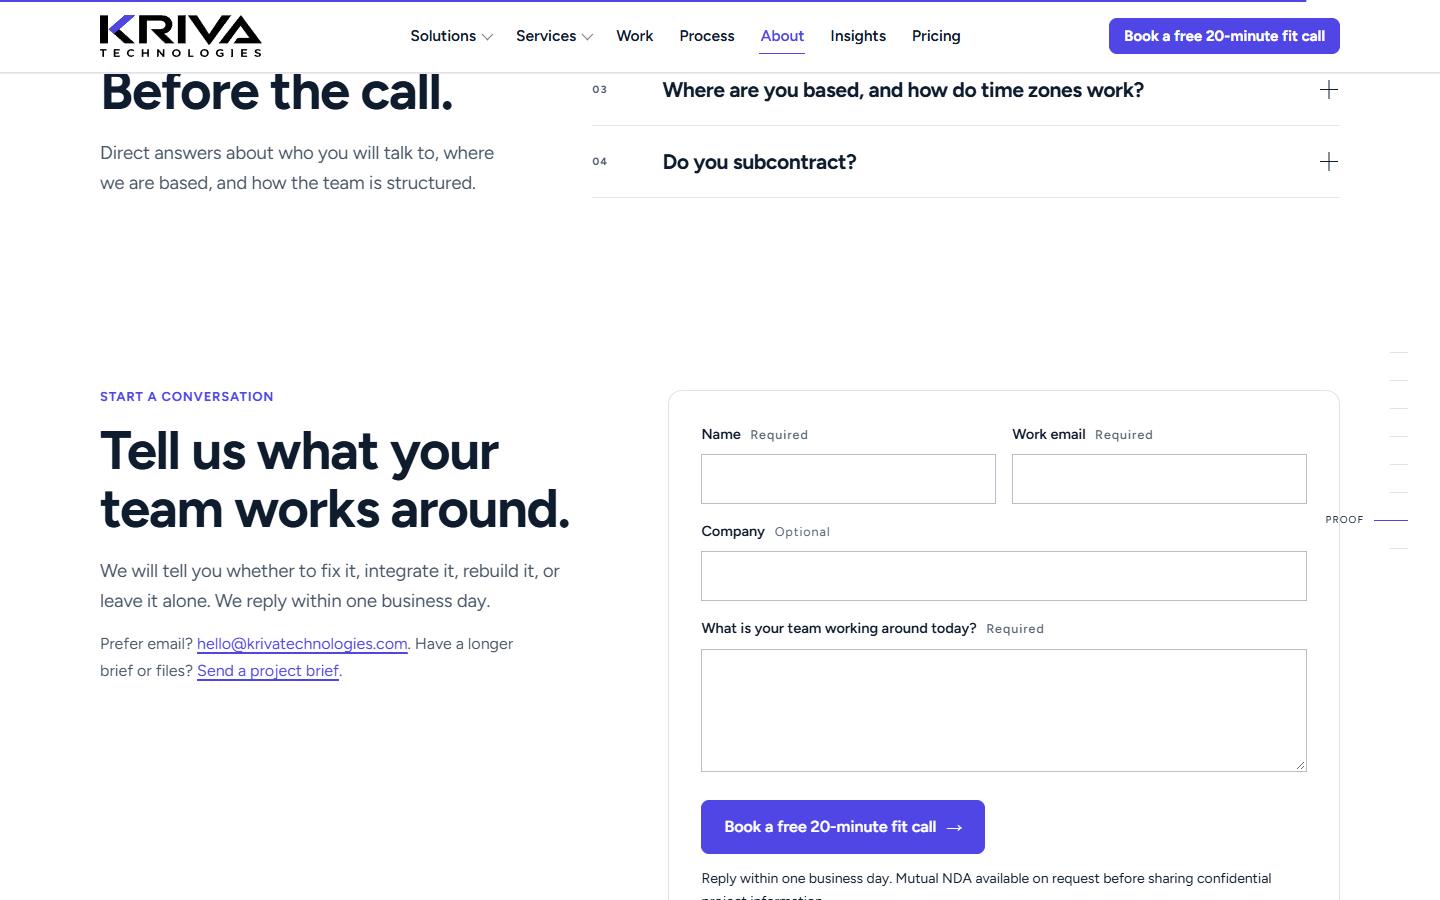 KRIVA
TECHNOLOGIES
Solutions
Services
Work
Process
About
Insights
Pricing
Book a free 20-minute fit call
Before the call.
Direct answers about who you will talk to, where
we are based, and how the team is structured.
03
Where are you based, and how do time zones work?
04
Do you subcontract?
START A CONVERSATION
Tell us what your
team works around.
We will tell you whether to fix it, integrate it, rebuild it, or
leave it alone. We reply within one business day.
Prefer email? hello@krivatechnologies.com. Have a longer
brief or files? Send a project brief.
Name Required
Work email Required
Company Optional
What is your team working around today? Required
Book a free 20-minute fit call →
Reply within one business day. Mutual NDA available on request before sharing confidential
project information.
PROOF